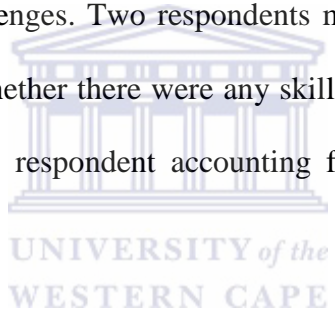 enges. Two respondents
hether there were any skill
respondent accounting
UNIVERSITY of the
WESTERN CAPE